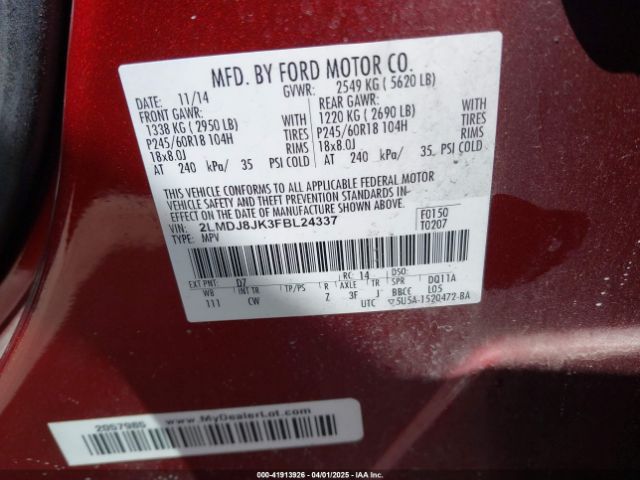 MFD. BY FORD MOTOR CO.
DATE: 11/14 GVWR: 2549 KG ( 5620 LB)
FRONT GAWR: REAR GAWR:
1338 KG ( 2950 LB) WITH 1220 KG ( 2690 LB) WITH
P245/60R18 104H TIRES P245/60R18 104H TIRES
18x8.0J RIMS 18x8.0J RIMS
AT 240 kPa/ 35 PSI COLD AT 240 kPa/ 35 PSI COLD
THIS VEHICLE CONFORMS TO ALL APPLICABLE FEDERAL MOTOR
VEHICLE SAFETY AND THEFT PREVENTION STANDARDS IN
EFFECT ON THE DATE OF MANUFACTURE SHOWN ABOVE.
VIN: 2LMDJ8JK3FBL24337 F0150
TYPE: MPV T0207
EXT PNT: D7 RC: 14 DSO:
WB INT TR TP/PS R AXLE TR SPR DQ11A
111 CW Z 3F J BBCE L05
UTC 5U5A-1520472-BA
2057985
www.MyDealerLot.com
000-41913926 - 04/01/2025 - IAA Inc.